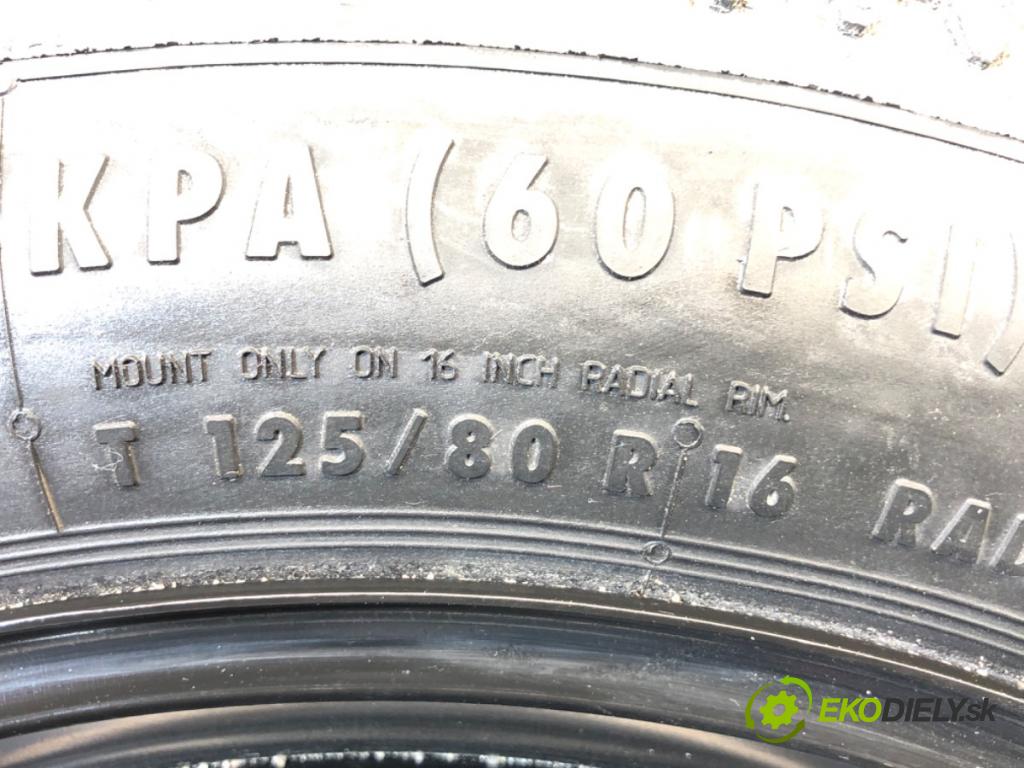 KPA (60 PSI)
MOUNT ONLY ON 16 INCH RADIAL RIM.
T 125/80 R 16
EKODIELY.sk